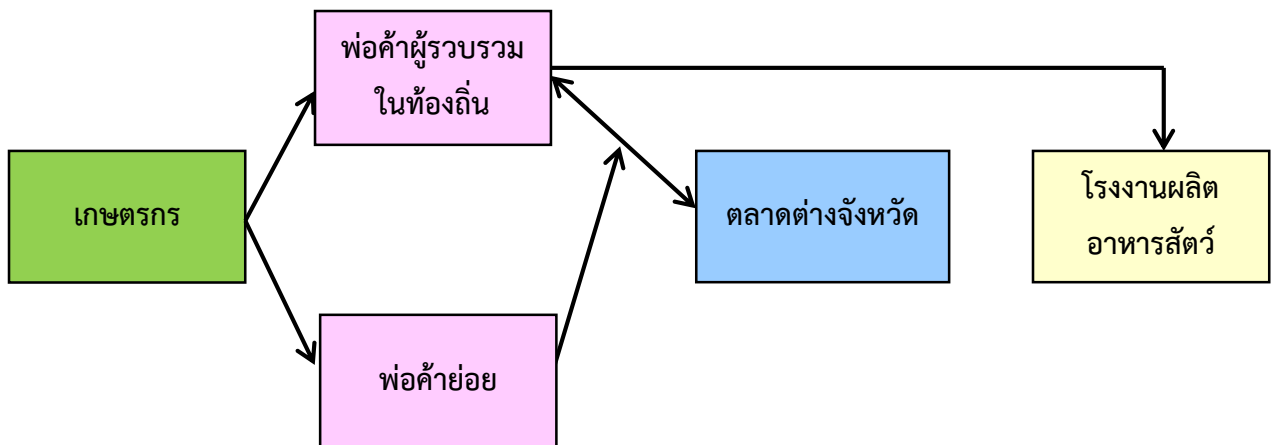 พ่อค้าผู้รวบรวม
ในท้องถิ่น
เกษตรกร
ตลาดต่างจังหวัด
โรงงานผลิต
อาหารสัตว์
พ่อค้าย่อย